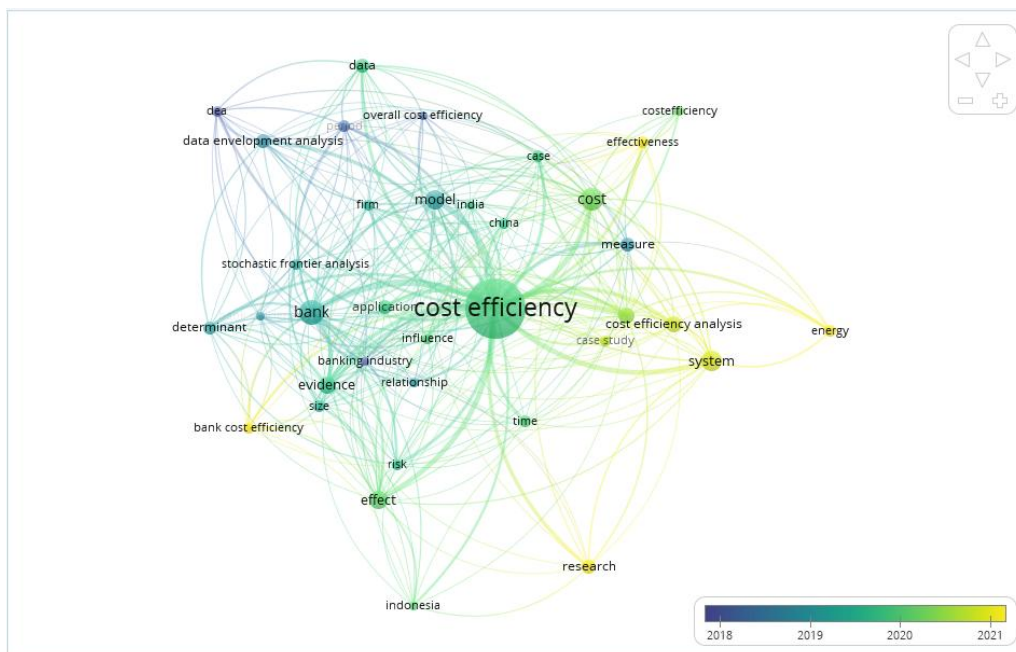 data
dea
period
overall cost efficiency
costefficiency
data envelopment analysis
effectiveness
case
model
india
cost
firm
china
measure
stochastic frontier analysis
application
cost efficiency
bank
determinant
cost efficiency analysis
energy
influence
case study
banking industry
system
relationship
evidence
size
bank cost efficiency
time
risk
effect
research
indonesia
2018
2019
2020
2021